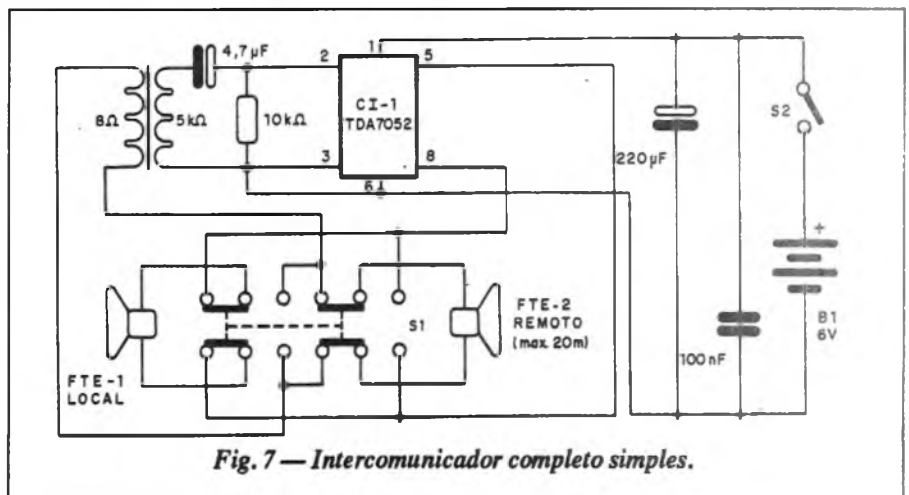 4,7µF
8Ω
5kΩ
10kΩ
2
3
1
CI-1
TDA7052
6
5
8
220µF
S2
+
B1
6V
100nF
FTE-1
LOCAL
S1
FTE-2
REMOTO
(max. 20m)
Fig. 7 — Intercomunicador completo simples.